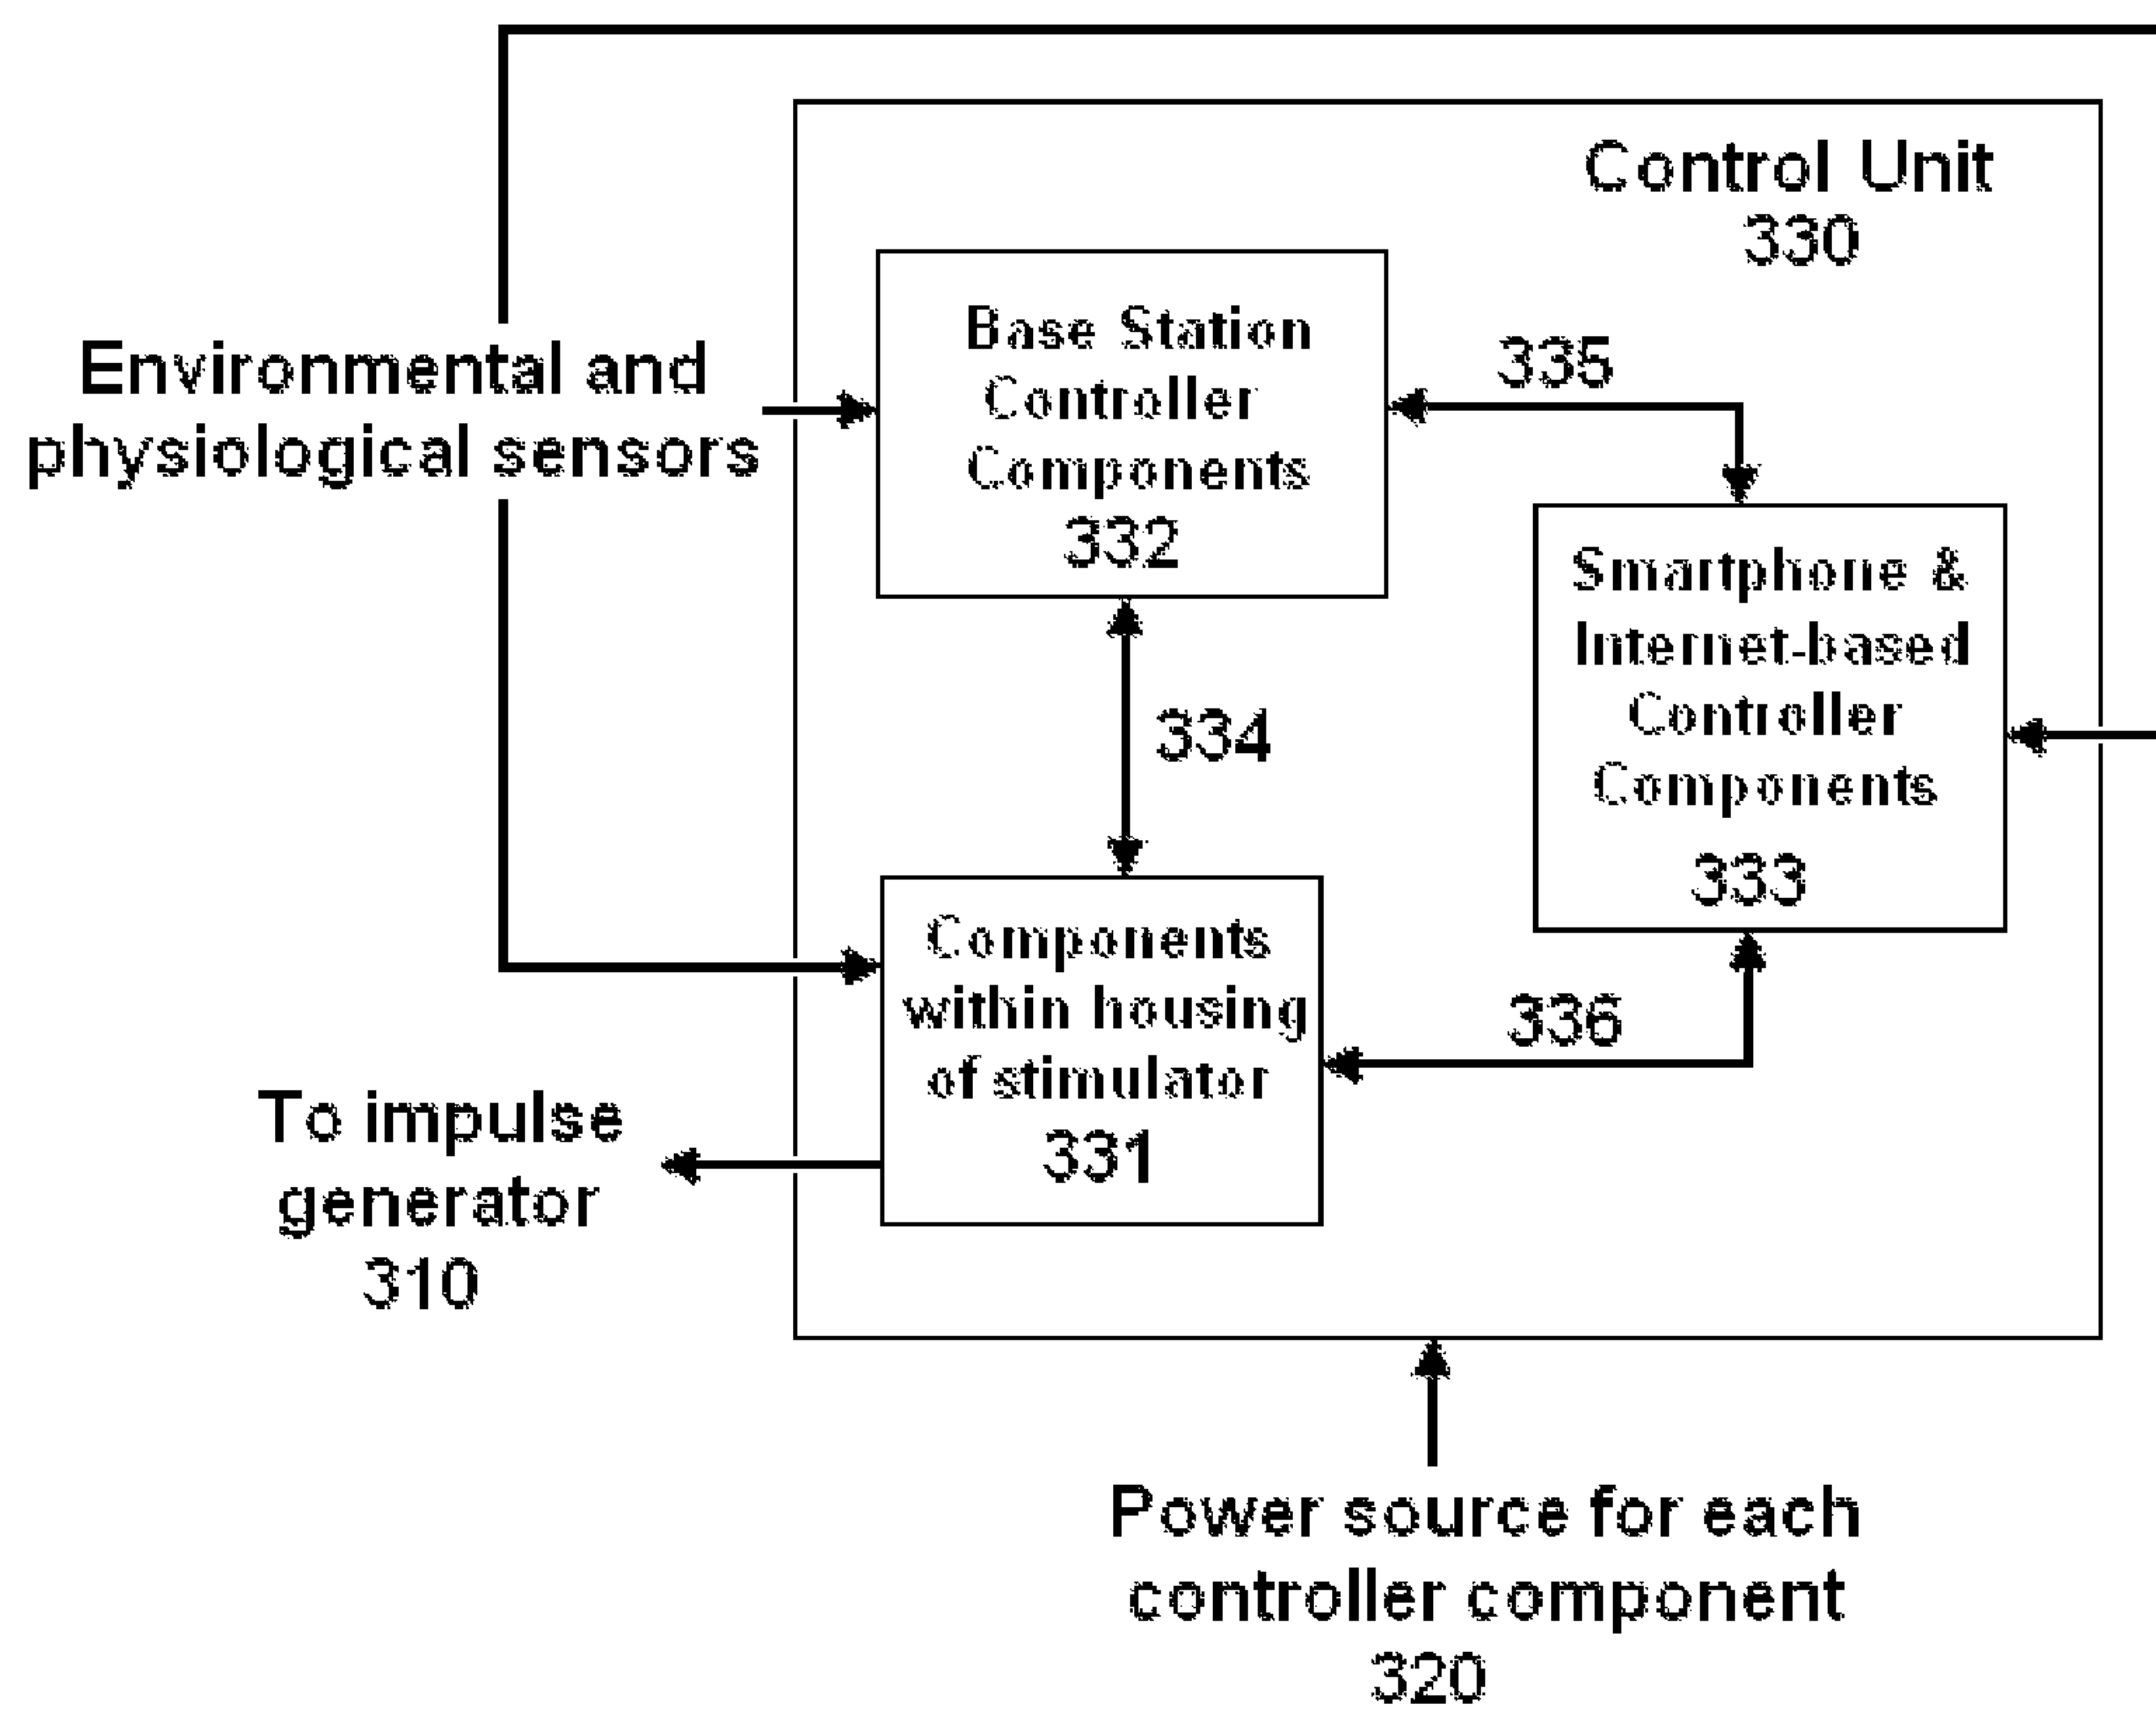 Control Unit
330
Base Station
Controller
Components
332
335
Environmental and
physiological sensors
Smartphone &
Internet-based
Controller
Components
333
334
Components
within housing
of stimulator
331
336
To impulse
generator
310
Power source for each
controller component
320